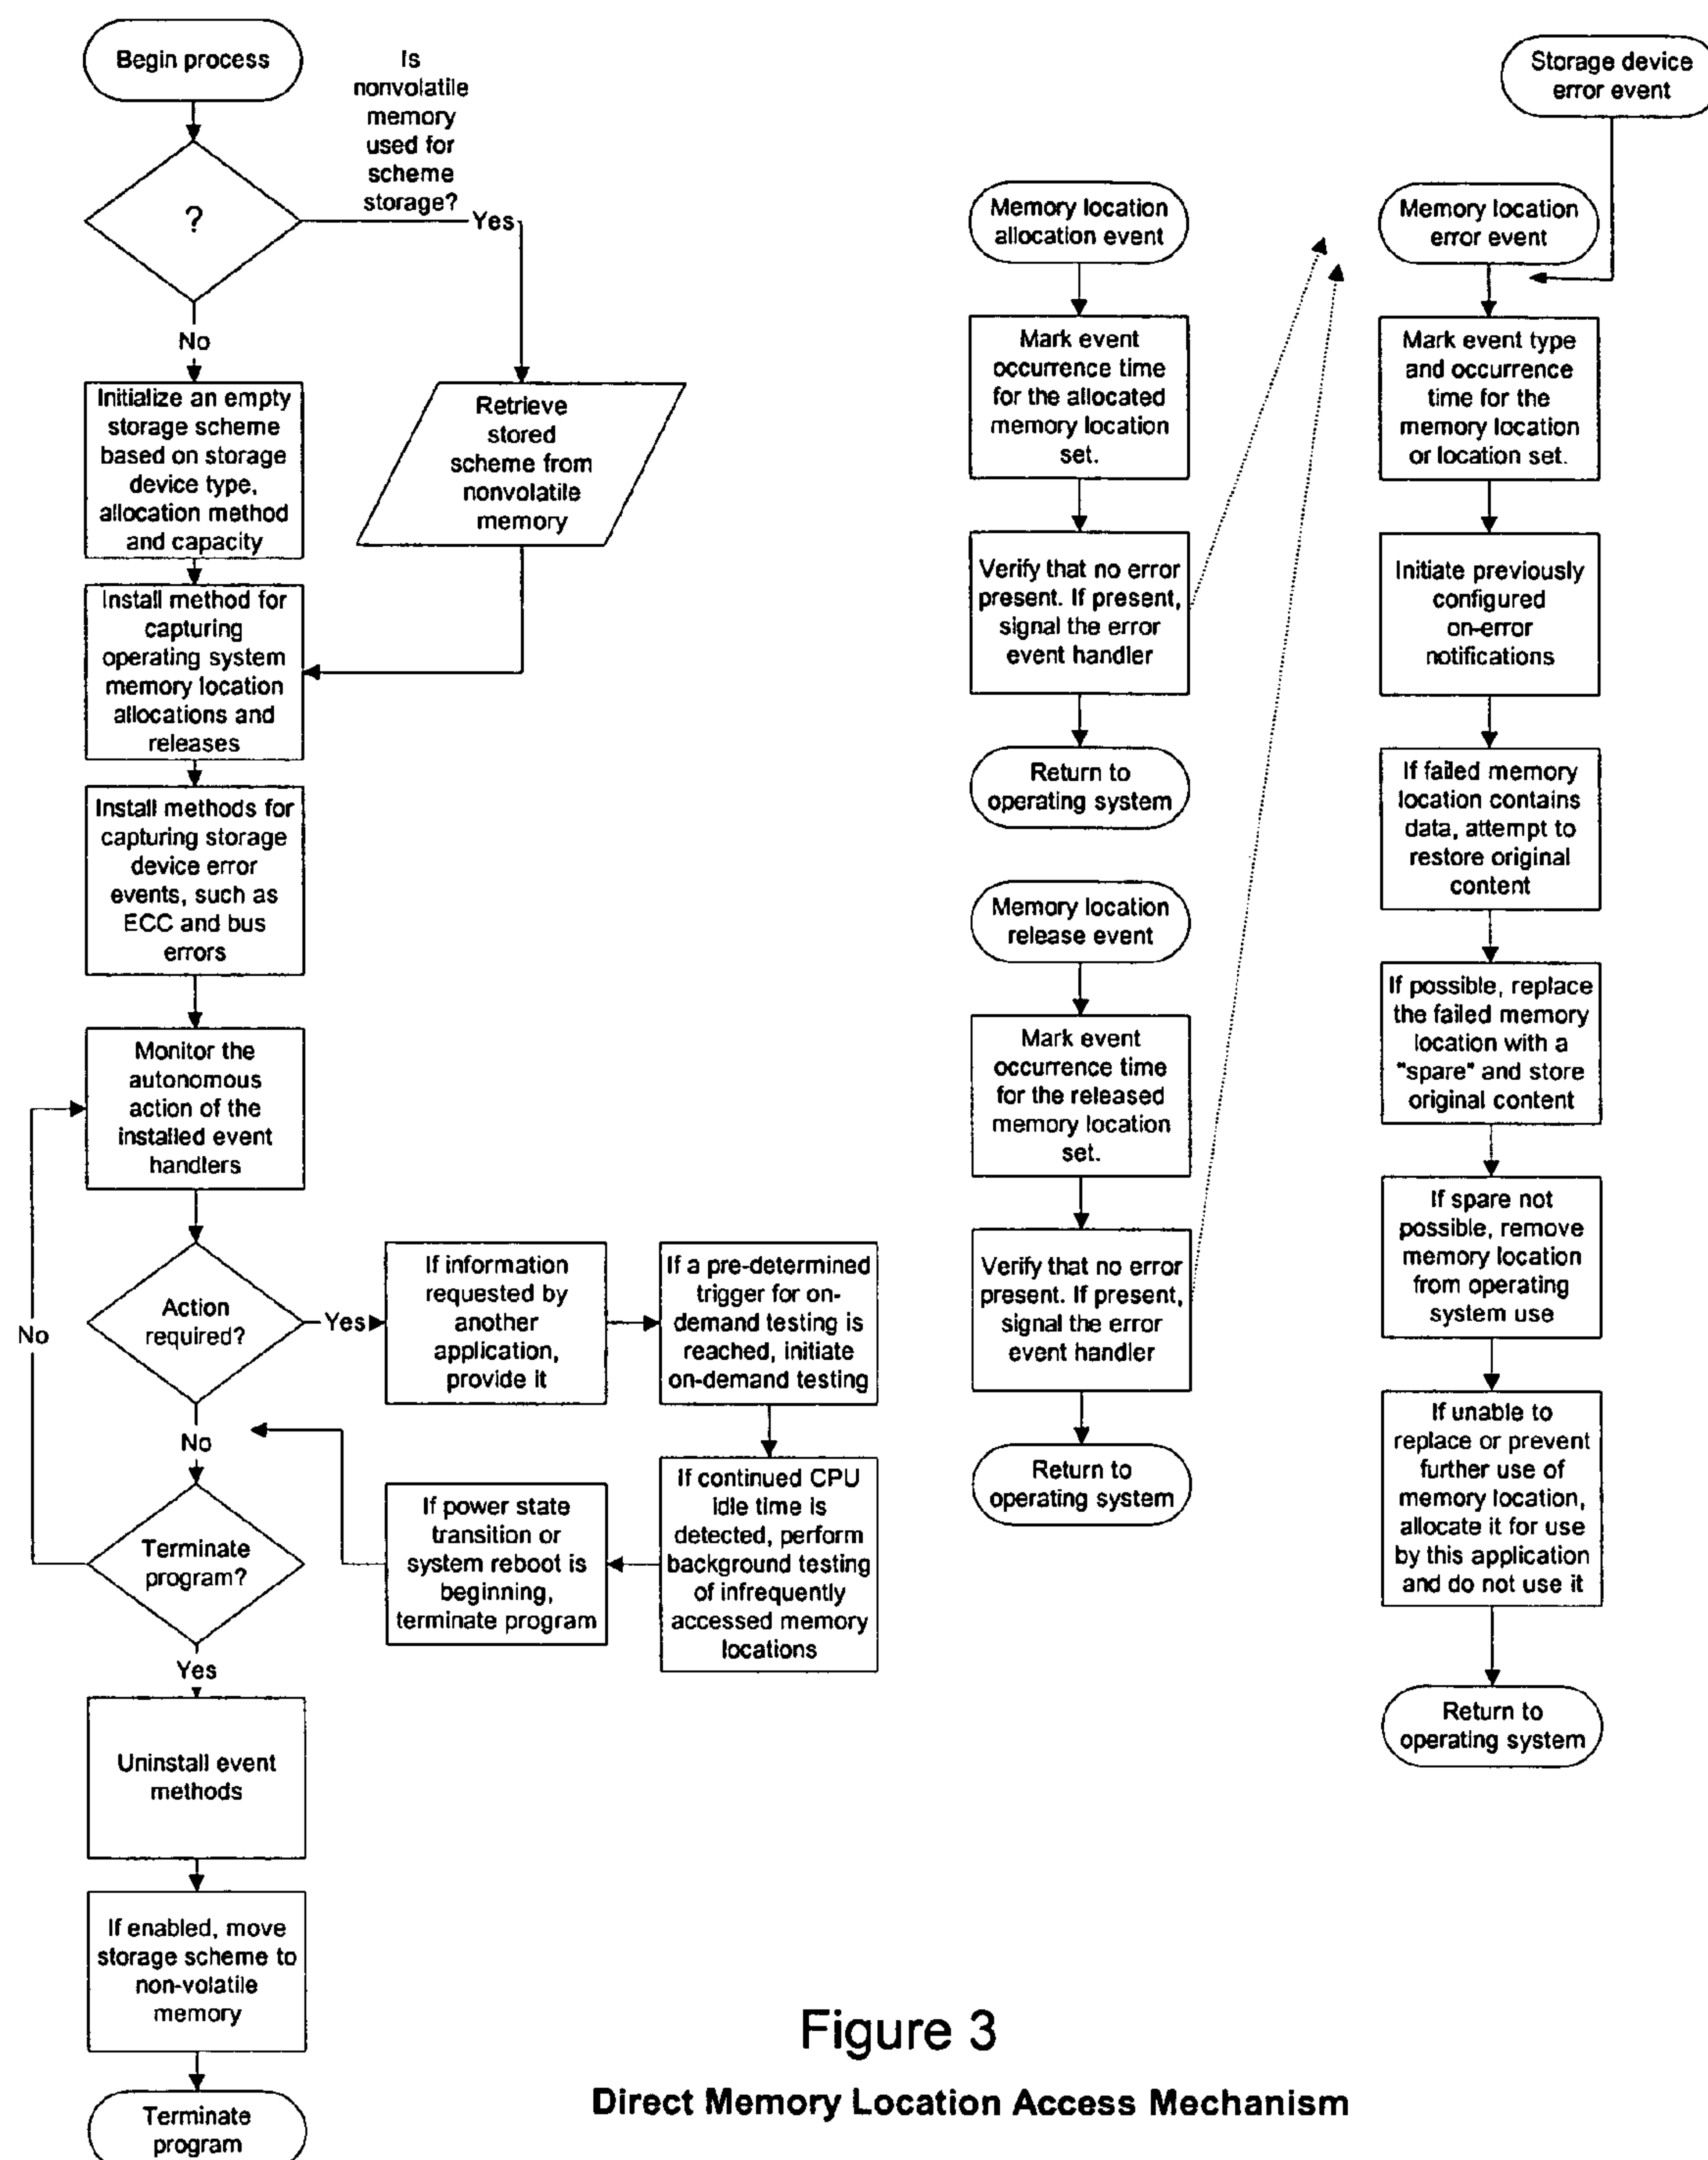 Begin process
Is
nonvolatile
memory
used for
scheme
storage?
?
Yes
No
Initialize an empty
storage scheme
based on storage
device type,
allocation method
and capacity
Retrieve
stored
scheme from
nonvolatile
memory
Install method for
capturing
operating system
memory location
allocations and
releases
Install methods for
capturing storage
device error
events, such as
ECC and bus
errors
Monitor the
autonomous
action of the
installed event
handlers
Action
required?
Yes
If information
requested by
another
application,
provide it
If a pre-determined
trigger for on-
demand testing is
reached, initiate
on-demand testing
If continued CPU
idle time is
detected, perform
background testing
of infrequently
accessed memory
locations
If power state
transition or
system reboot is
beginning,
terminate program
No
No
Terminate
program?
Yes
Uninstall event
methods
If enabled, move
storage scheme to
non-volatile
memory
Terminate
program
Memory location
allocation event
Mark event
occurrence time
for the allocated
memory location
set.
Verify that no error
present. If present,
signal the error
event handler
Return to
operating system
Memory location
release event
Mark event
occurrence time
for the released
memory location
set.
Verify that no error
present. If present,
signal the error
event handler
Return to
operating system
Storage device
error event
Memory location
error event
Mark event type
and occurrence
time for the
memory location
or location set.
Initiate previously
configured
on-error
notifications
If failed memory
location contains
data, attempt to
restore original
content
If possible, replace
the failed memory
location with a
"spare" and store
original content
If spare not
possible, remove
memory location
from operating
system use
If unable to
replace or prevent
further use of
memory location,
allocate it for use
by this application
and do not use it
Return to
operating system
Figure 3
Direct Memory Location Access Mechanism